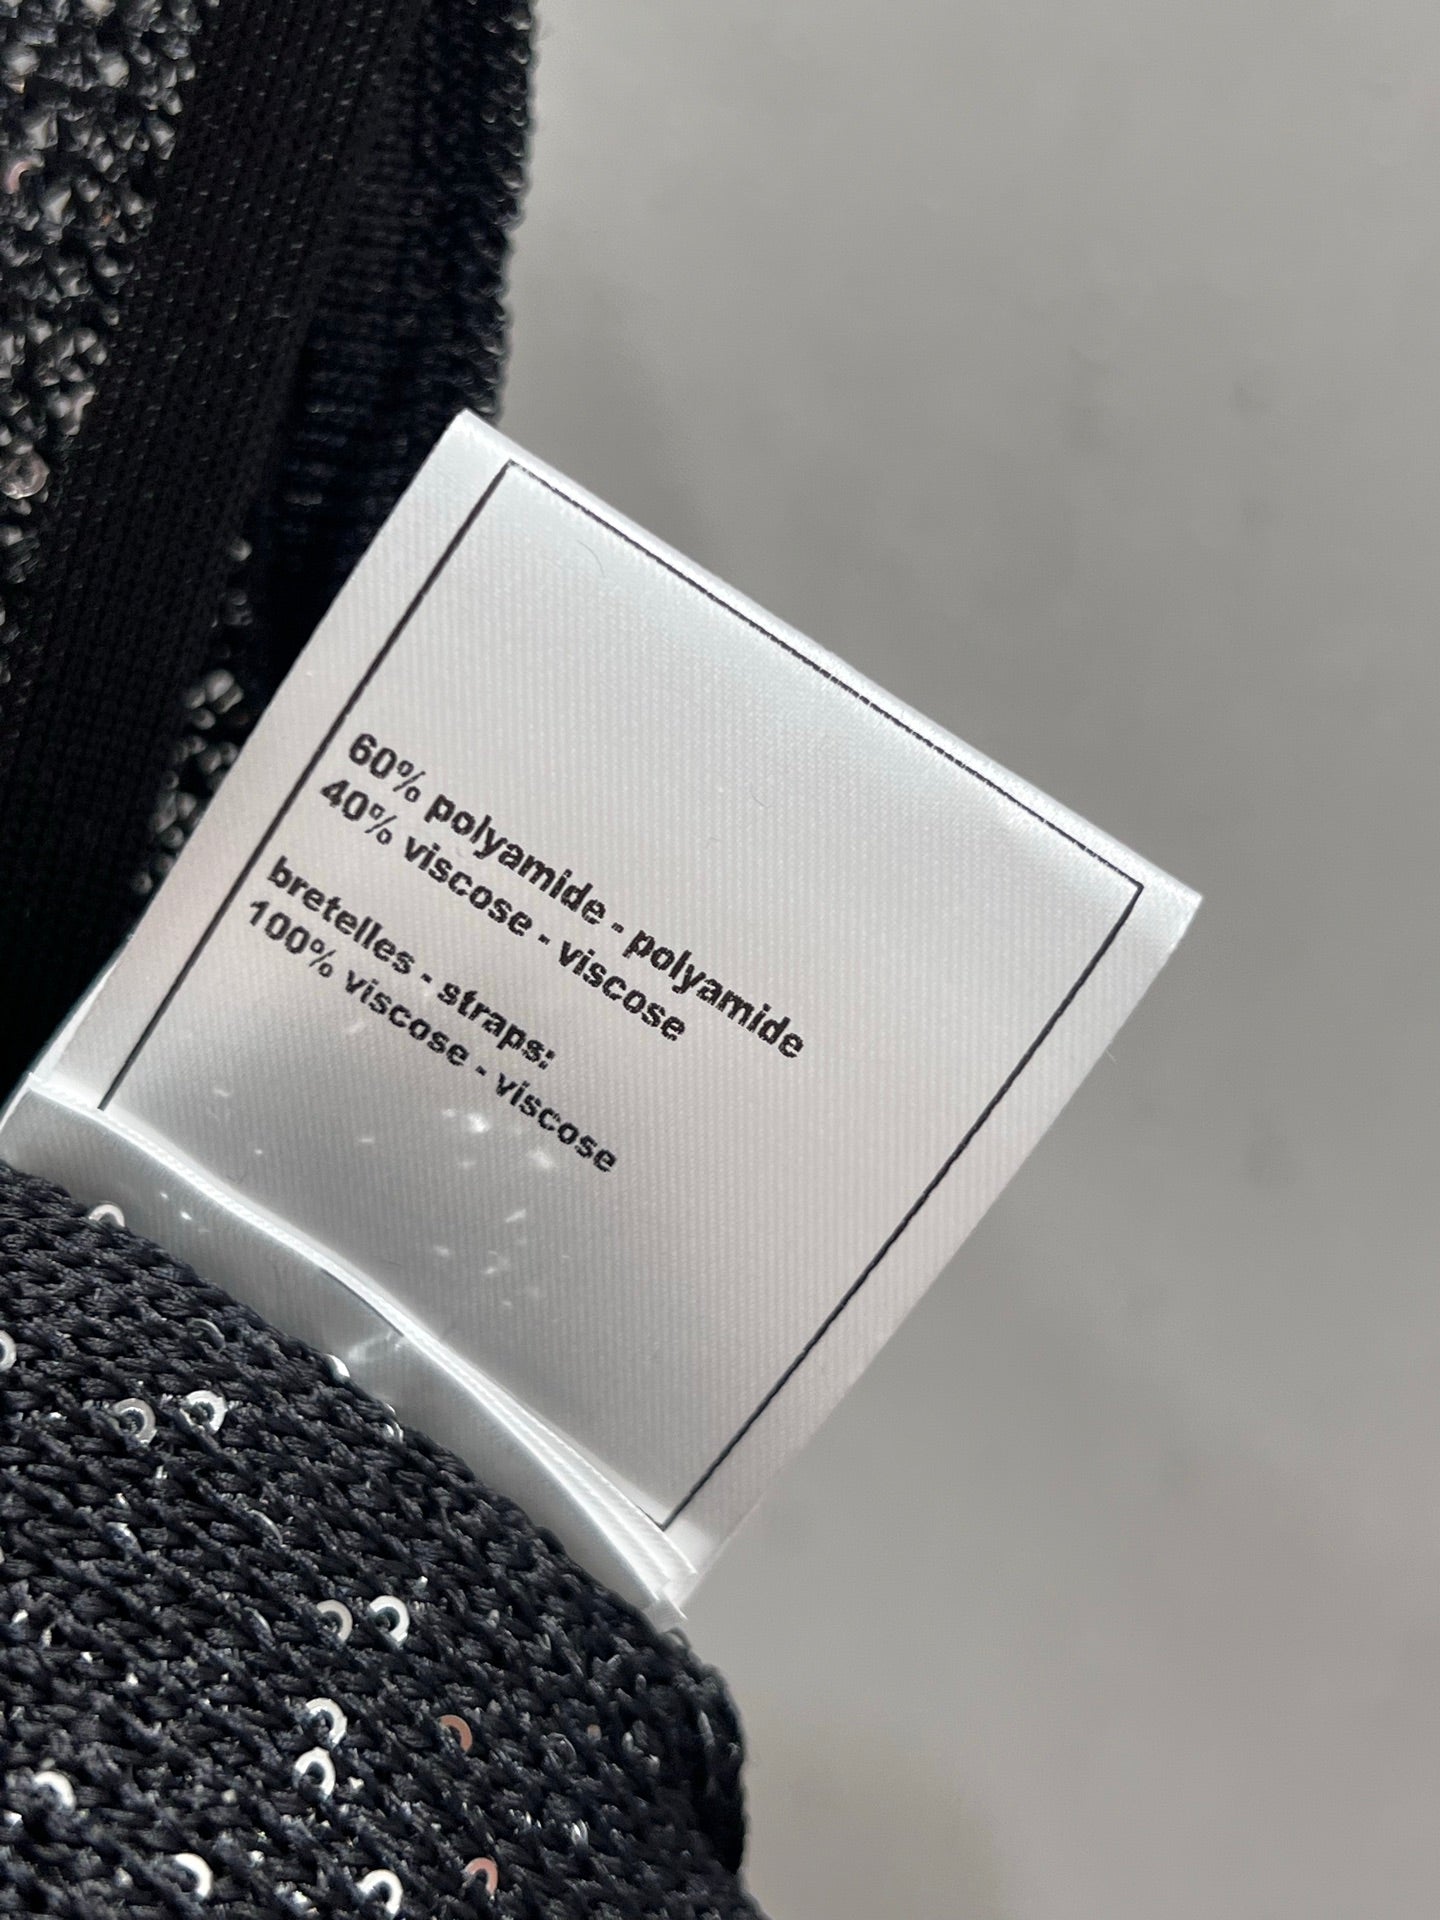 60% polyamide - polyamide
40% viscose - viscose
bretelles - straps:
100% viscose - viscose